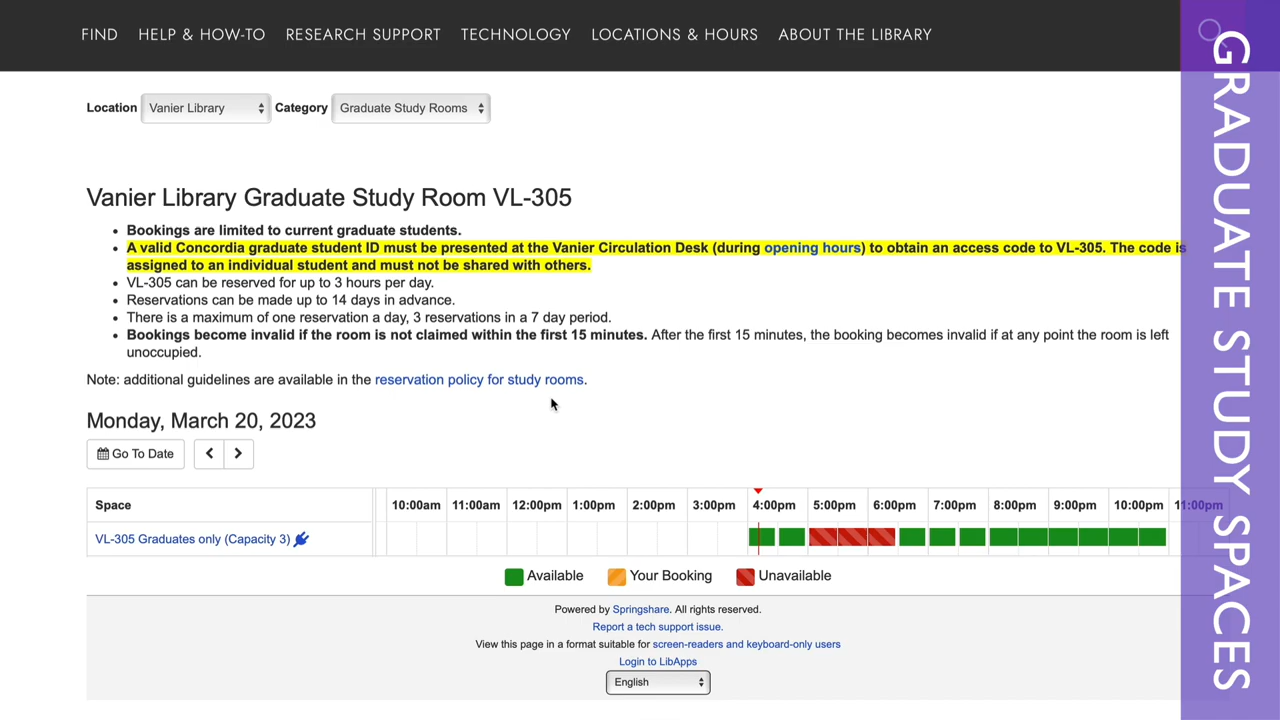 FIND HELP & HOW-TO RESEARCH SUPPORT TECHNOLOGY LOCATIONS & HOURS ABOUT THE LIBRARY
Location Vanier Library Category Graduate Study Rooms
Vanier Library Graduate Study Room VL-305
Bookings are limited to current graduate students.
A valid Concordia graduate student ID must be presented at the Vanier Circulation Desk (during opening hours) to obtain an access code to VL-305. The code is
assigned to an individual student and must not be shared with others.
VL-305 can be reserved for up to 3 hours per day.
Reservations can be made up to 14 days in advance.
There is a maximum of one reservation a day, 3 reservations in a 7 day period.
Bookings become invalid if the room is not claimed within the first 15 minutes. After the first 15 minutes, the booking becomes invalid if at any point the room is left
unoccupied.
Note: additional guidelines are available in the reservation policy for study rooms.
Monday, March 20, 2023
Go To Date
Space 10:00am 11:00am 12:00pm 1:00pm 2:00pm 3:00pm 4:00pm 5:00pm 6:00pm 7:00pm 8:00pm 9:00pm 10:00pm 11:00pm
VL-305 Graduates only (Capacity 3)
Available Your Booking Unavailable
Powered by Springshare. All rights reserved.
Report a tech support issue.
View this page in a format suitable for screen-readers and keyboard-only users
Login to LibApps
English
GRADUATE STUDY SPACES